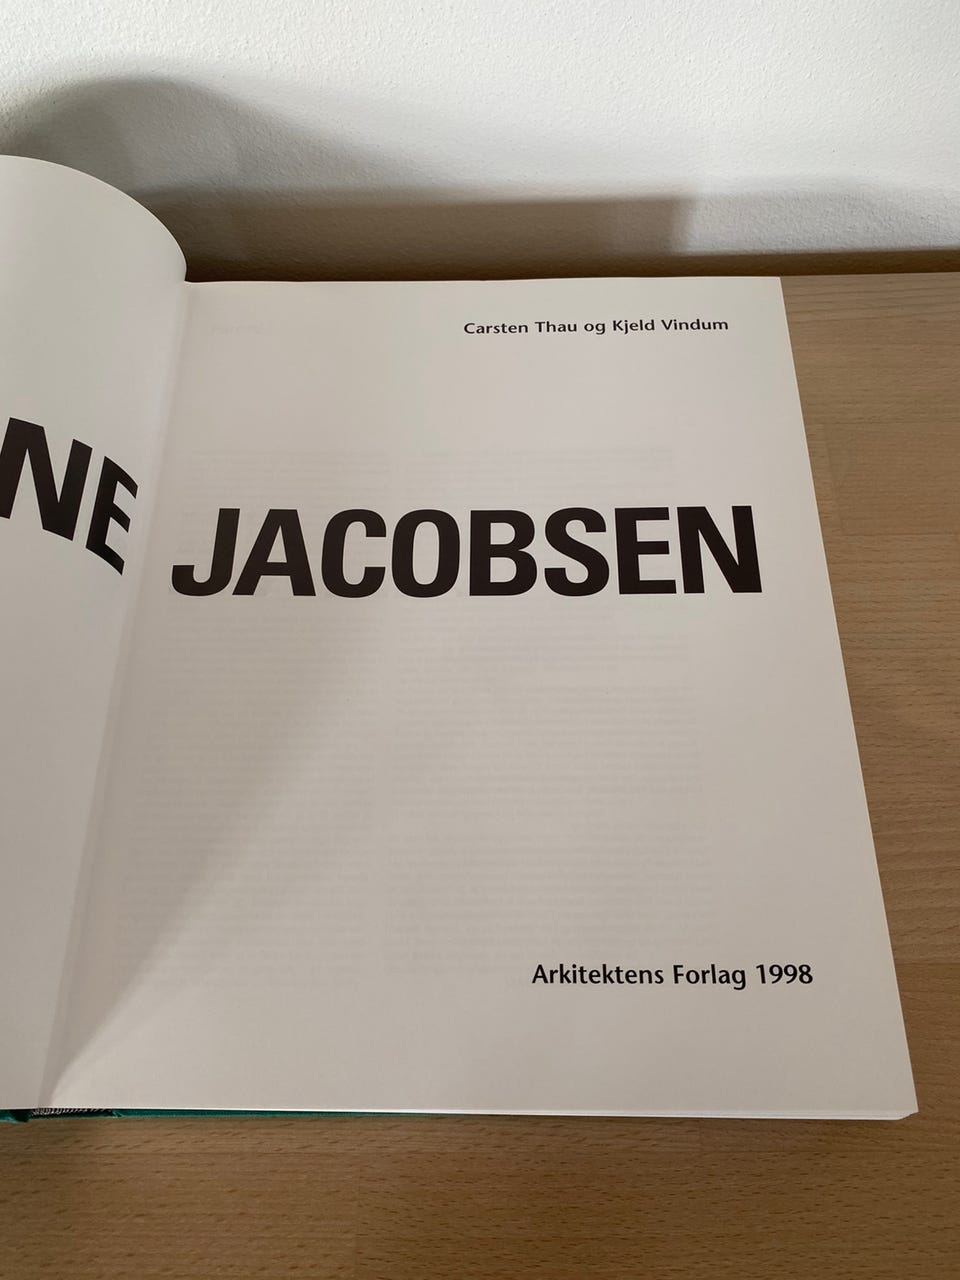 Carsten Thau og Kjeld Vindum
NE JACOBSEN
Arkitektens Forlag 1998